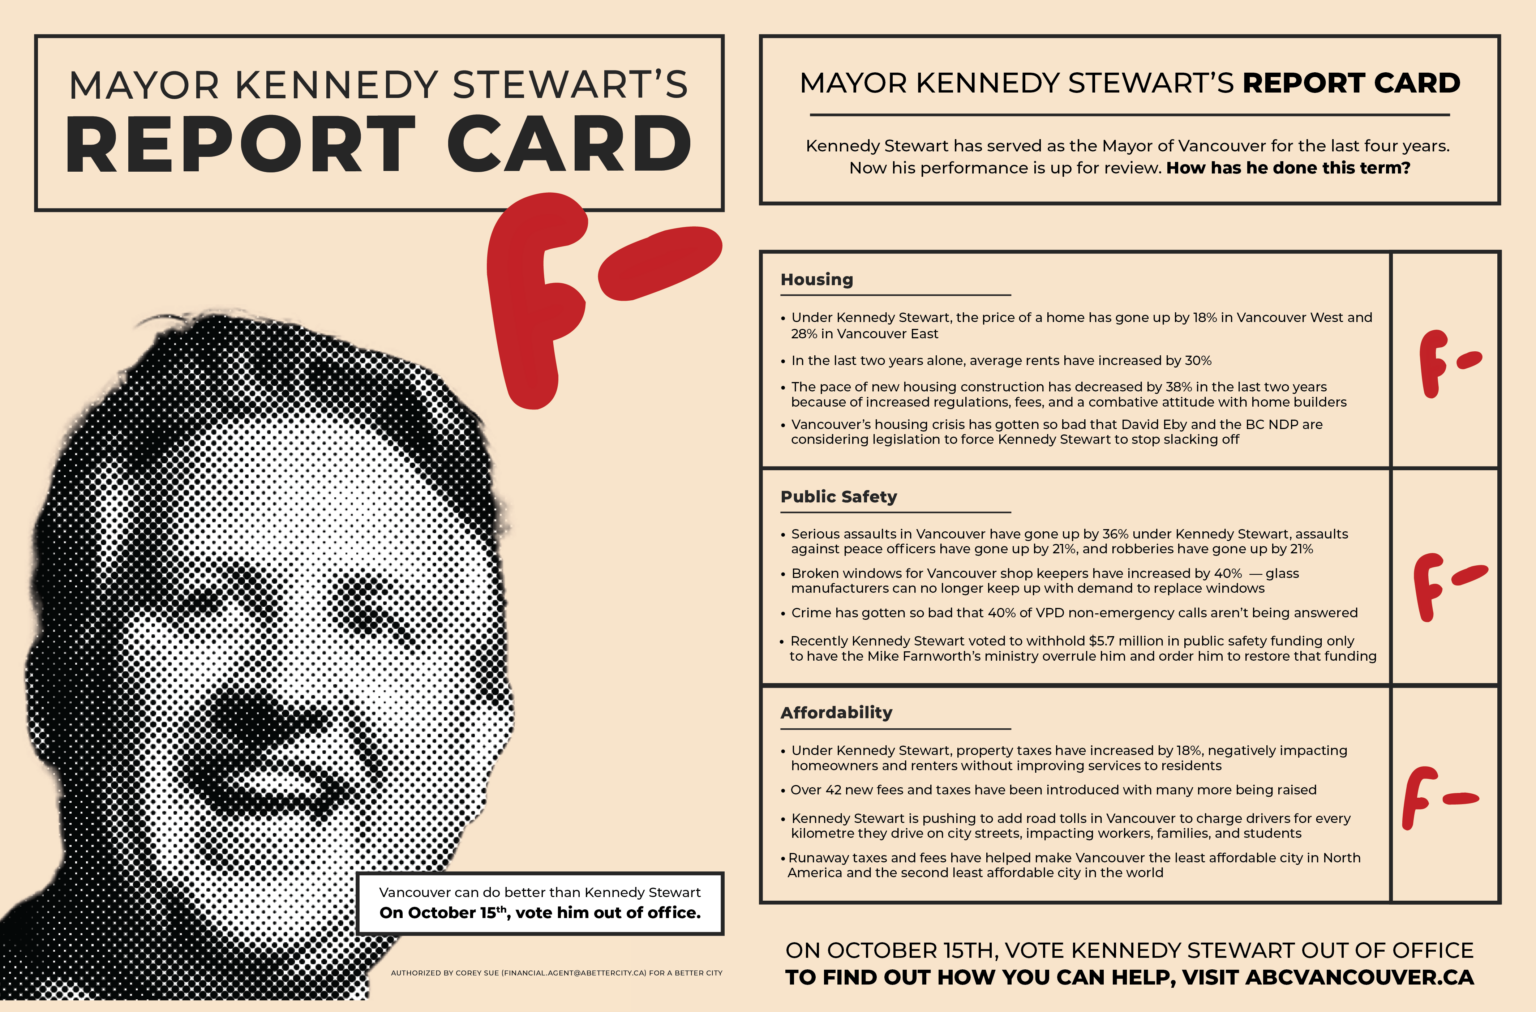 MAYOR KENNEDY STEWART'S
REPORT CARD
F-
Vancouver can do better than Kennedy Stewart
On October 15th, vote him out of office.
AUTHORIZED BY COREY SUE (FINANCIAL.AGENT@ABETTERCITY.CA) FOR A BETTER CITY
MAYOR KENNEDY STEWART'S REPORT CARD
Kennedy Stewart has served as the Mayor of Vancouver for the last four years.
Now his performance is up for review. How has he done this term?
Housing
• Under Kennedy Stewart, the price of a home has gone up by 18% in Vancouver West and
28% in Vancouver East
• In the last two years alone, average rents have increased by 30%
• The pace of new housing construction has decreased by 38% in the last two years
because of increased regulations, fees, and a combative attitude with home builders
• Vancouver's housing crisis has gotten so bad that David Eby and the BC NDP are
considering legislation to force Kennedy Stewart to stop slacking off
F-
Public Safety
• Serious assaults in Vancouver have gone up by 36% under Kennedy Stewart, assaults
against peace officers have gone up by 21%, and robberies have gone up by 21%
• Broken windows for Vancouver shop keepers have increased by 40% — glass
manufacturers can no longer keep up with demand to replace windows
• Crime has gotten so bad that 40% of VPD non-emergency calls aren't being answered
• Recently Kennedy Stewart voted to withhold $5.7 million in public safety funding only
to have the Mike Farnworth's ministry overrule him and order him to restore that funding
F-
Affordability
• Under Kennedy Stewart, property taxes have increased by 18%, negatively impacting
homeowners and renters without improving services to residents
• Over 42 new fees and taxes have been introduced with many more being raised
• Kennedy Stewart is pushing to add road tolls in Vancouver to charge drivers for every
kilometre they drive on city streets, impacting workers, families, and students
• Runaway taxes and fees have helped make Vancouver the least affordable city in North
America and the second least affordable city in the world
F-
ON OCTOBER 15TH, VOTE KENNEDY STEWART OUT OF OFFICE
TO FIND OUT HOW YOU CAN HELP, VISIT ABCVANCOUVER.CA